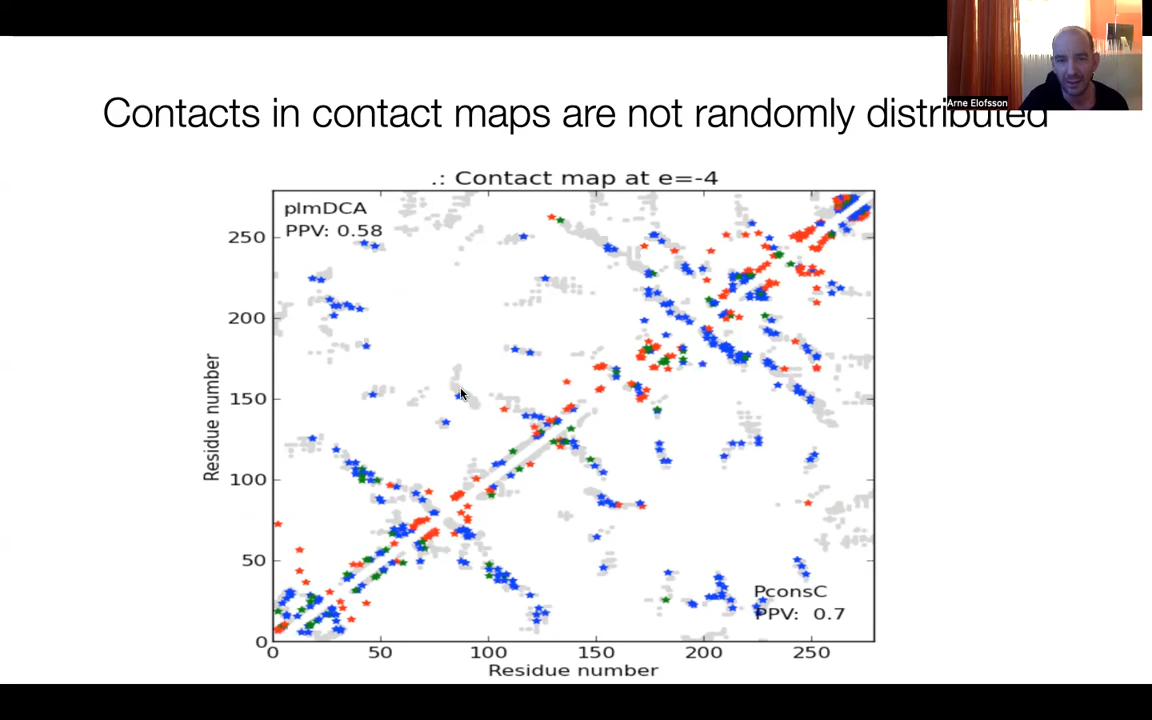 Arne Elofsson
Contacts in contact maps are not randomly distributed
.: Contact map at e=-4
plmDCA
PPV: 0.58
250
200
150
100
50
0
Residue number
PconsC
PPV: 0.7
0 50 100 150 200 250
Residue number